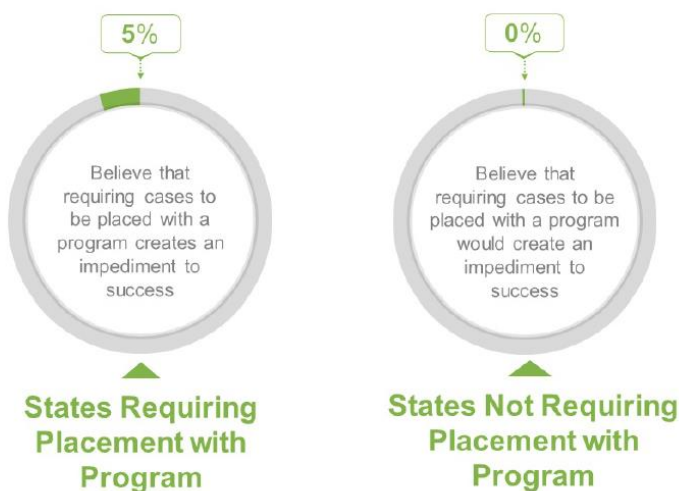 5%
Believe that
requiring cases to
be placed with a
program creates an
impediment to
success
States Requiring
Placement with
Program
0%
Believe that
requiring cases to be
placed with a program
would create an
impediment to
success
States Not Requiring
Placement with
Program